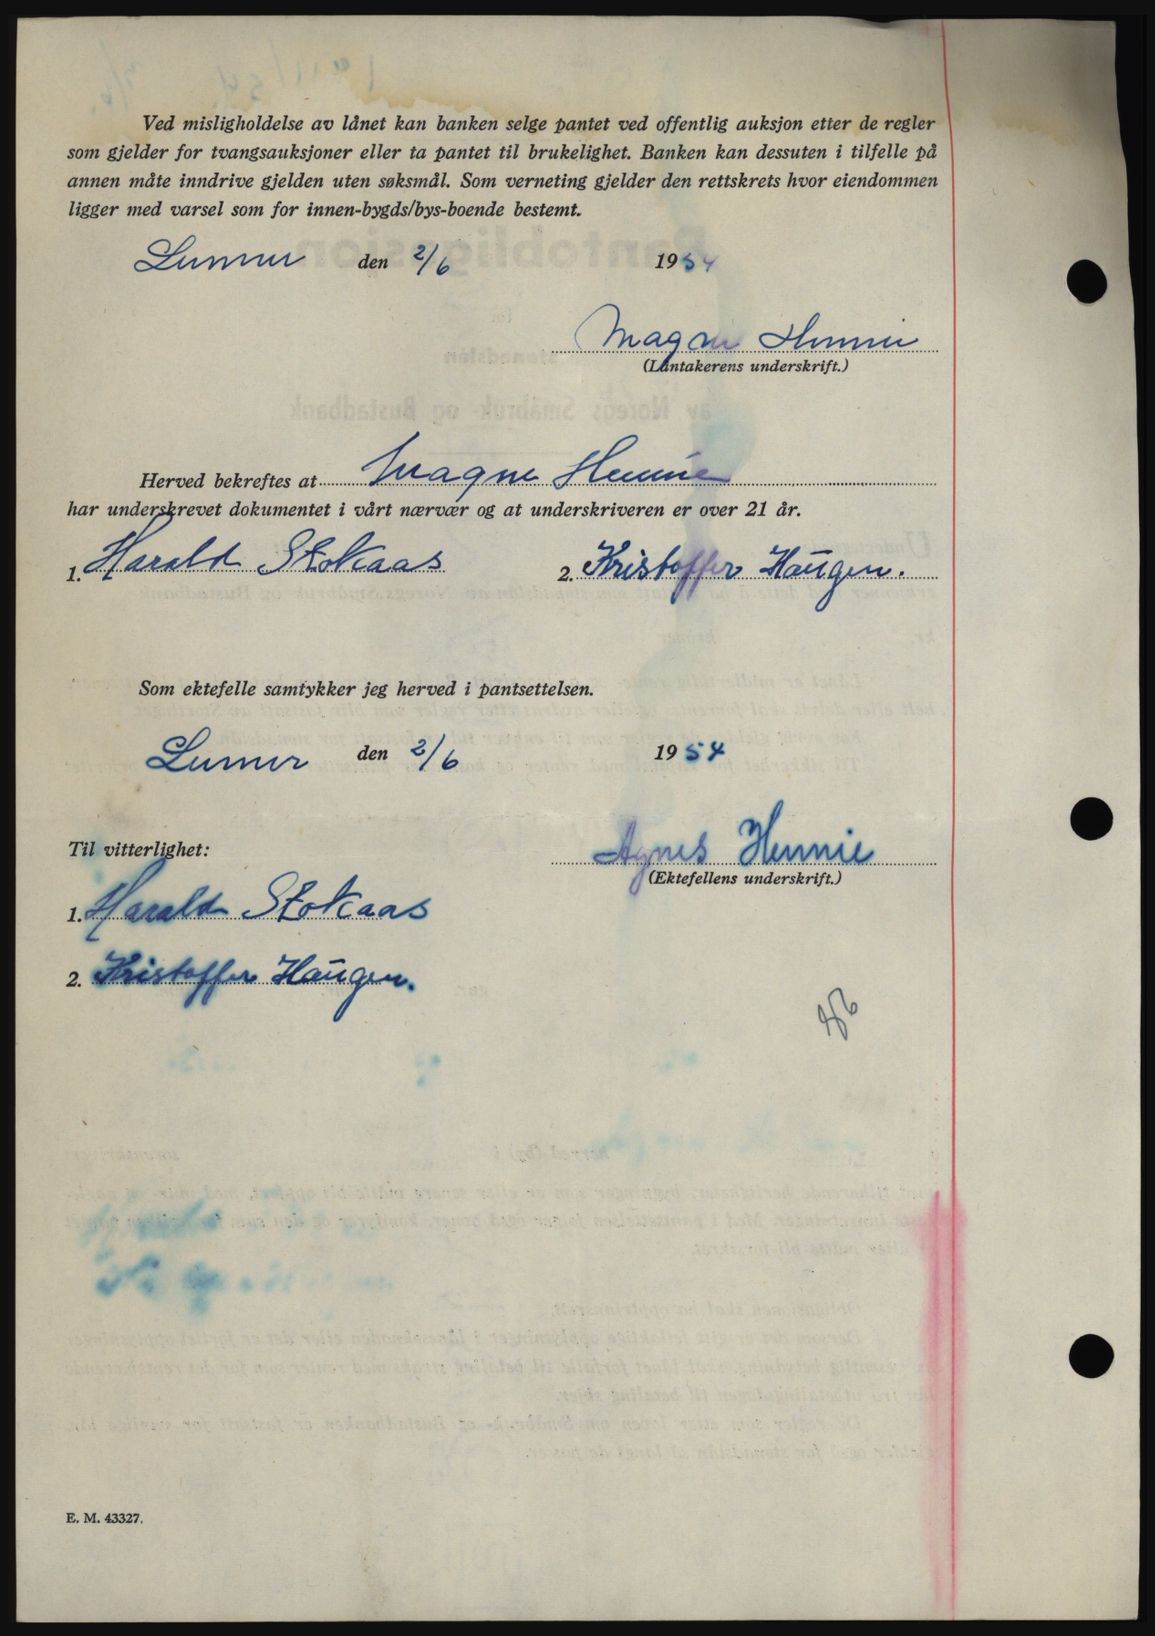 Ved misligholdelse av lånet kan banken selge pantet ved offentlig auksjon etter de regler
som gjelder for tvangsauksjoner eller ta pantet til brukelighet. Banken kan dessuten i tilfelle på
annen måte inndrive gjelden uten søksmål. Som verneting gjelder den rettskrets hvor eiendommen
ligger med varsel som for innen-bygds/bys-boende bestemt.
Lunner den 2/6 1954
Magne Hennie
(Låntakerens underskrift.)
Herved bekreftes at Magne Hennie
har underskrevet dokumentet i vårt nærvær og at underskriveren er over 21 år.
1. Harald Stokaas 2. Kristoffer Haugen.
Som ektefelle samtykker jeg herved i pantsettelsen.
Lunner den 2/6 1954
Til vitterlighet:
Agnes Hennie
(Ektefellens underskrift.)
1. Harald Stokaas
2. Kristoffer Haugen.
E. M. 43327.